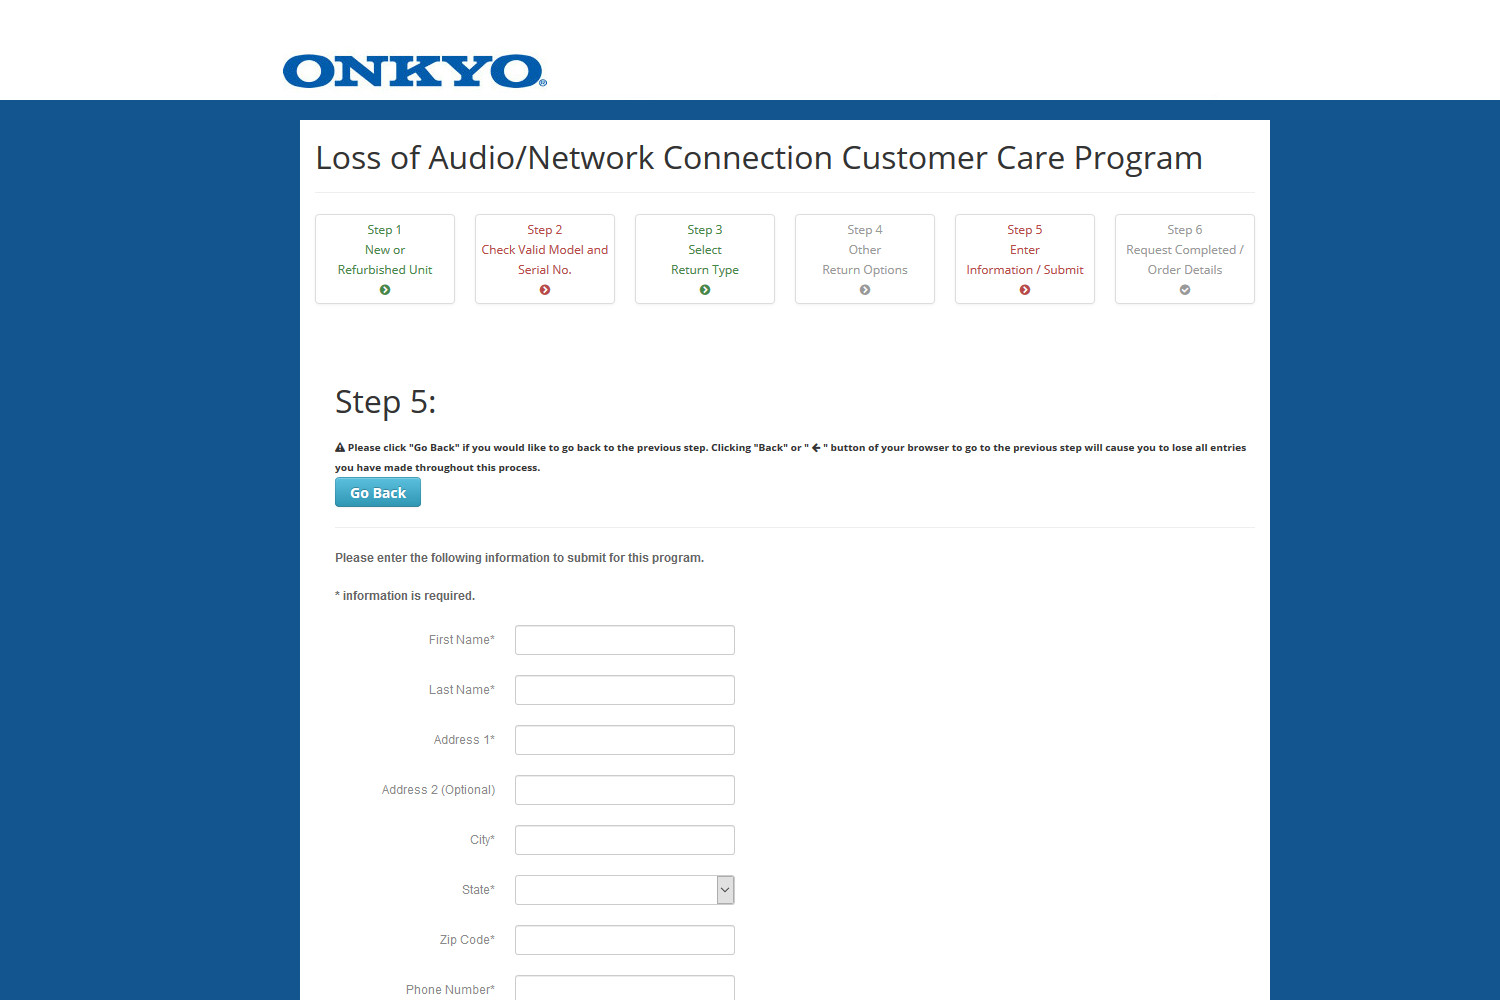 ONKYO®
Loss of Audio/Network Connection Customer Care Program
Step 1
New or
Refurbished Unit
Step 2
Check Valid Model and
Serial No.
Step 3
Select
Return Type
Step 4
Other
Return Options
Step 5
Enter
Information / Submit
Step 6
Request Completed /
Order Details
Step 5:
Please click "Go Back" if you would like to go back to the previous step. Clicking "Back" or " ← " button of your browser to go to the previous step will cause you to lose all entries
you have made throughout this process.
Go Back
Please enter the following information to submit for this program.
* information is required.
First Name*
Last Name*
Address 1*
Address 2 (Optional)
City*
State*
Zip Code*
Phone Number*